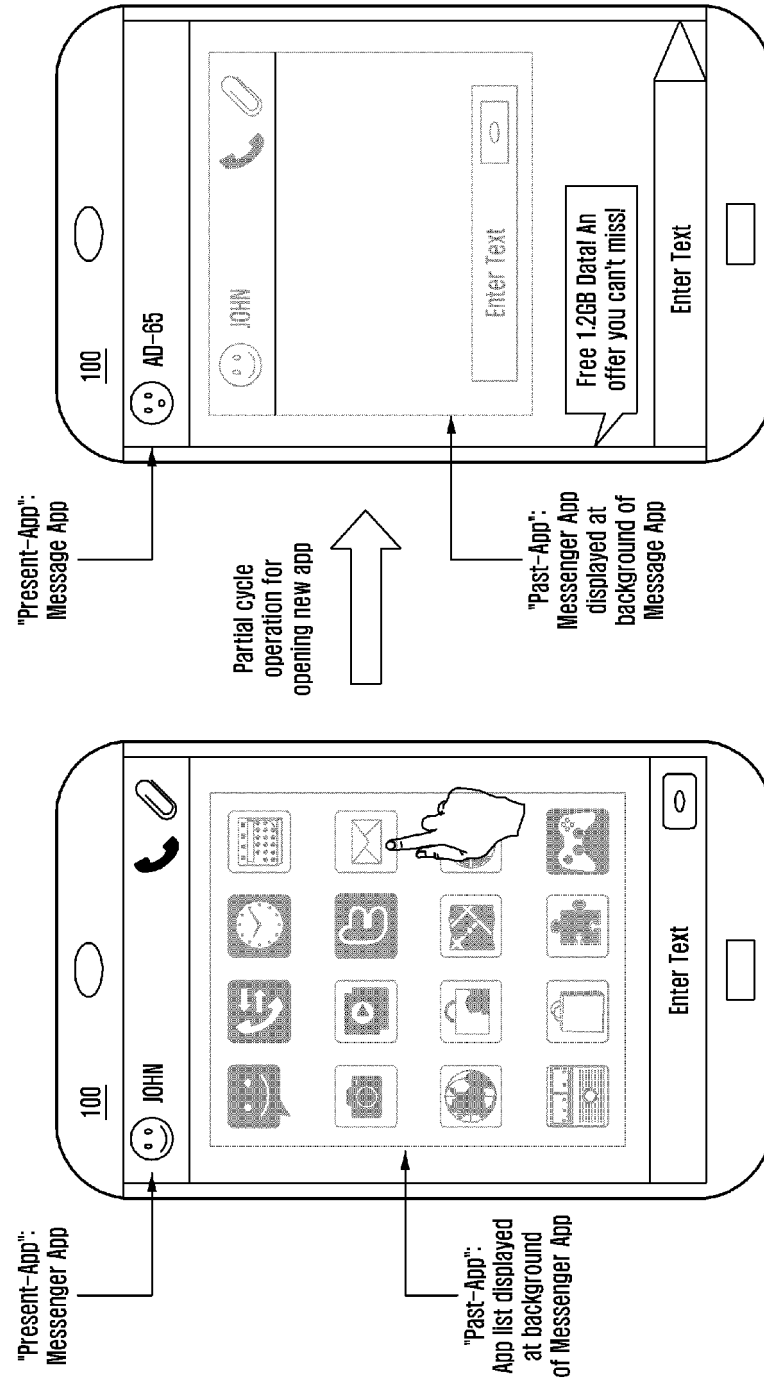 "Present-App":
Messenger App
100
JOHN
Enter Text
"Past-App":
App list displayed
at background
of Messenger App
Partial cycle
operation for
opening new app
"Present-App":
Message App
100
AD-65
JOHN
Enter Text
Free 1.2GB Data! An
offer you can't miss!
Enter Text
"Past-App":
Messenger App
displayed at
background of
Message App